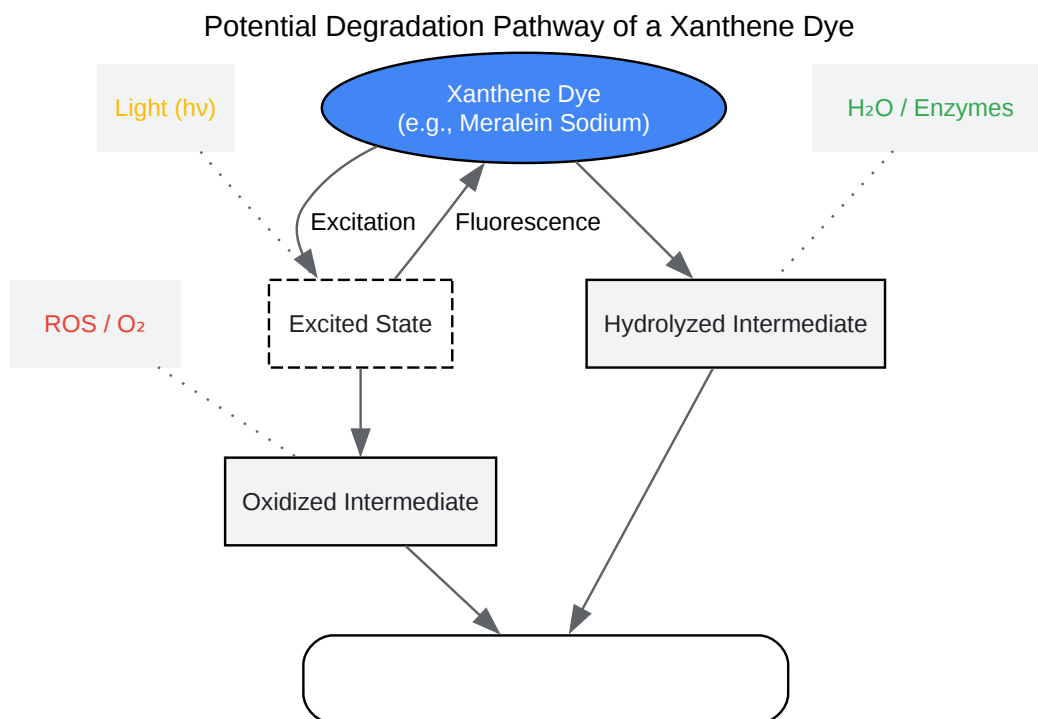 Potential Degradation Pathway of a Xanthene Dye
Light (hν)
Xanthene Dye
(e.g., Meralein Sodium)
H₂O / Enzymes
Excitation
Fluorescence
ROS / O₂
Excited State
Hydrolyzed Intermediate
Oxidized Intermediate